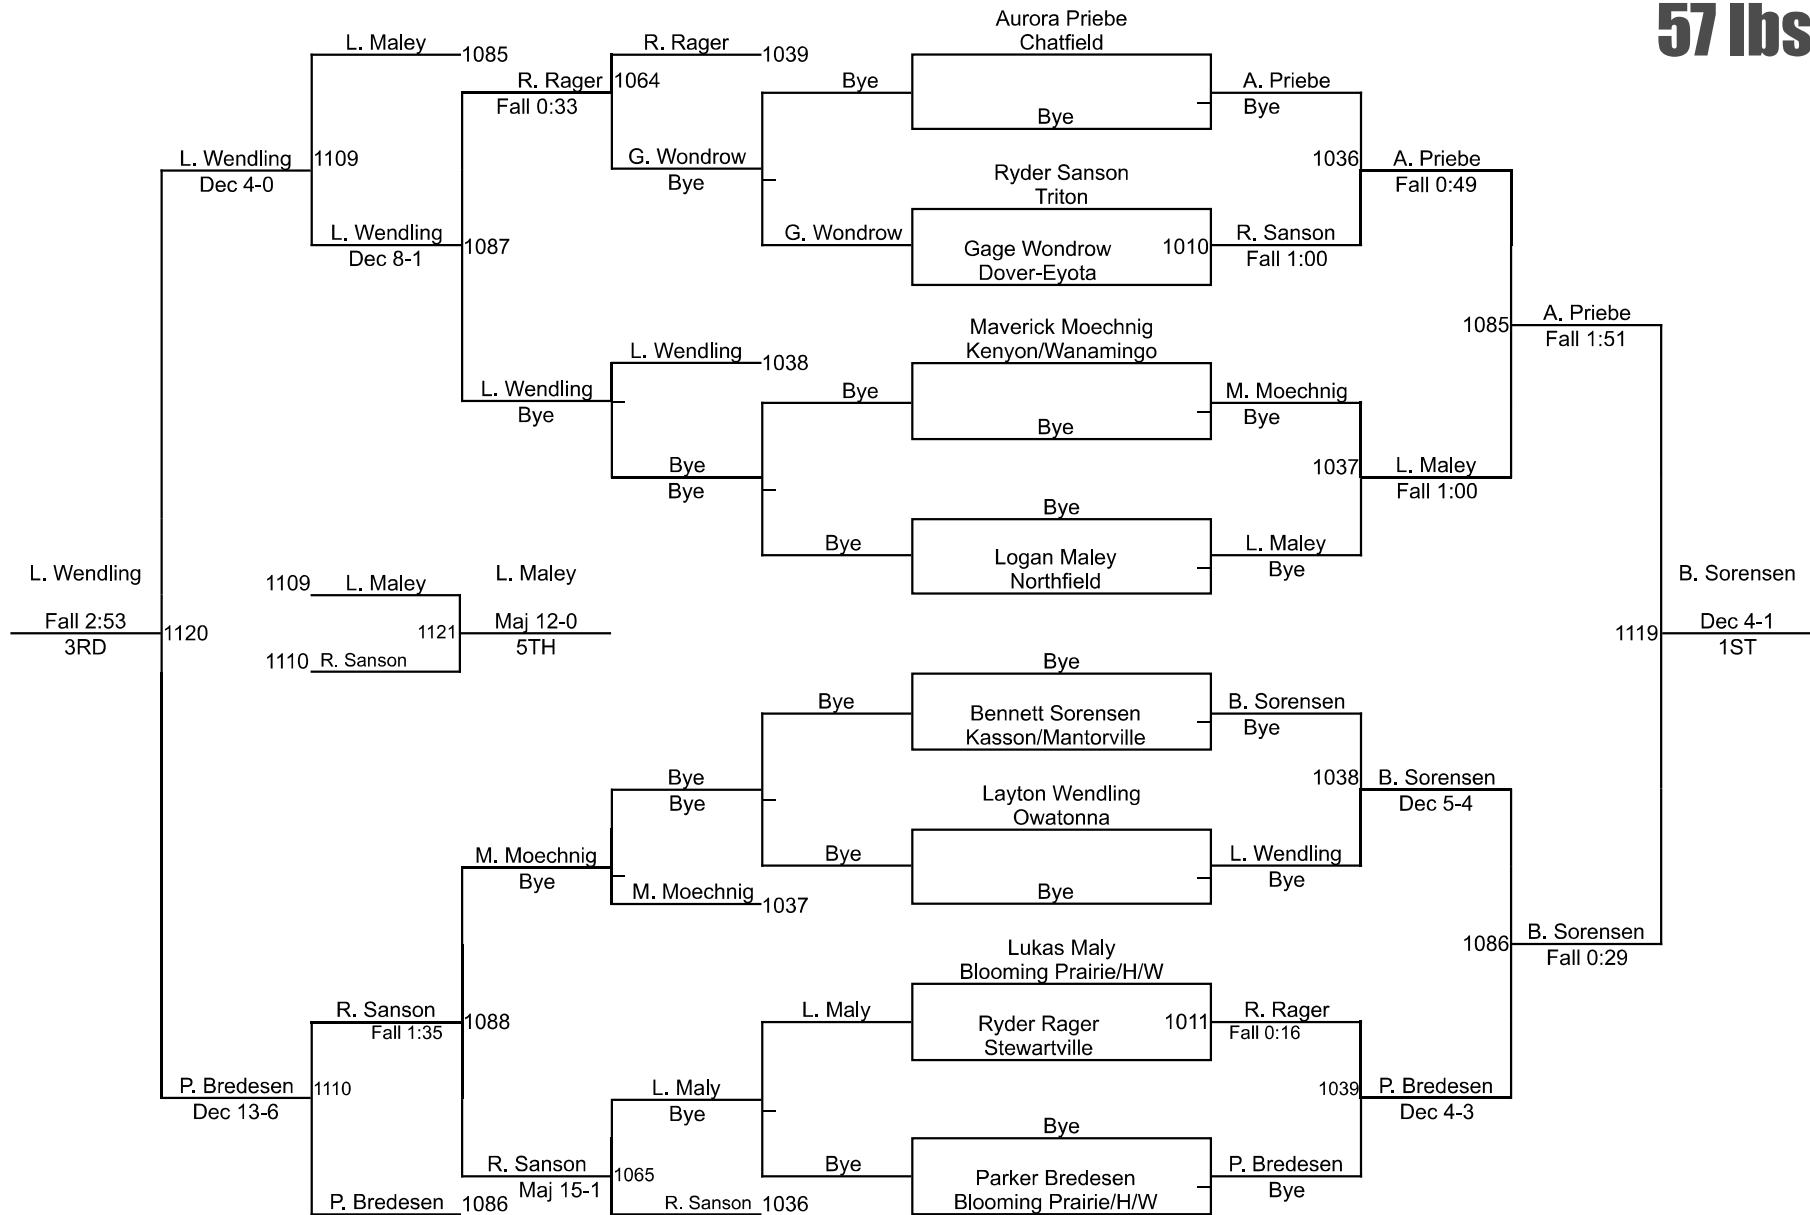 57 lbs
Aurora Priebe
Chatfield
L. Maley
1085
R. Rager
1039
R. Rager
1064
Fall 0:33
Bye
A. Priebe
Bye
Bye
L. Wendling
1109
Dec 4-0
G. Wondrow
Bye
Ryder Sanson
Triton
1036
A. Priebe
Fall 0:49
L. Wendling
1087
Dec 8-1
G. Wondrow
Gage Wondrow
Dover-Eyota
1010
R. Sanson
Fall 1:00
Maverick Moechnig
Kenyon/Wanamingo
1085
A. Priebe
Fall 1:51
L. Wendling
1038
L. Wendling
Bye
Bye
M. Moechnig
Bye
Bye
Bye
Bye
1037
L. Maley
Fall 1:00
Bye
Bye
Logan Maley
Northfield
L. Maley
Bye
L. Wendling
Fall 2:53
3RD
1120
1109
L. Maley
1121
1110
R. Sanson
L. Maley
Maj 12-0
5TH
1119
B. Sorensen
Dec 4-1
1ST
Bye
Bye
Bennett Sorensen
Kasson/Mantorville
B. Sorensen
Bye
Bye
Bye
Layton Wendling
Owatonna
1038
B. Sorensen
Dec 5-4
M. Moechnig
Bye
M. Moechnig
1037
Bye
Bye
L. Wendling
Bye
Lukas Maly
Blooming Prairie/H/W
1086
B. Sorensen
Fall 0:29
R. Sanson
Fall 1:35
1088
L. Maly
Ryder Rager
Stewartville
1011
R. Rager
Fall 0:16
P. Bredesen
Dec 13-6
1110
L. Maly
Bye
1039
P. Bredesen
Dec 4-3
Bye
R. Sanson
Maj 15-1
1065
Bye
Parker Bredesen
Blooming Prairie/H/W
P. Bredesen
Bye
P. Bredesen
1086
R. Sanson
1036